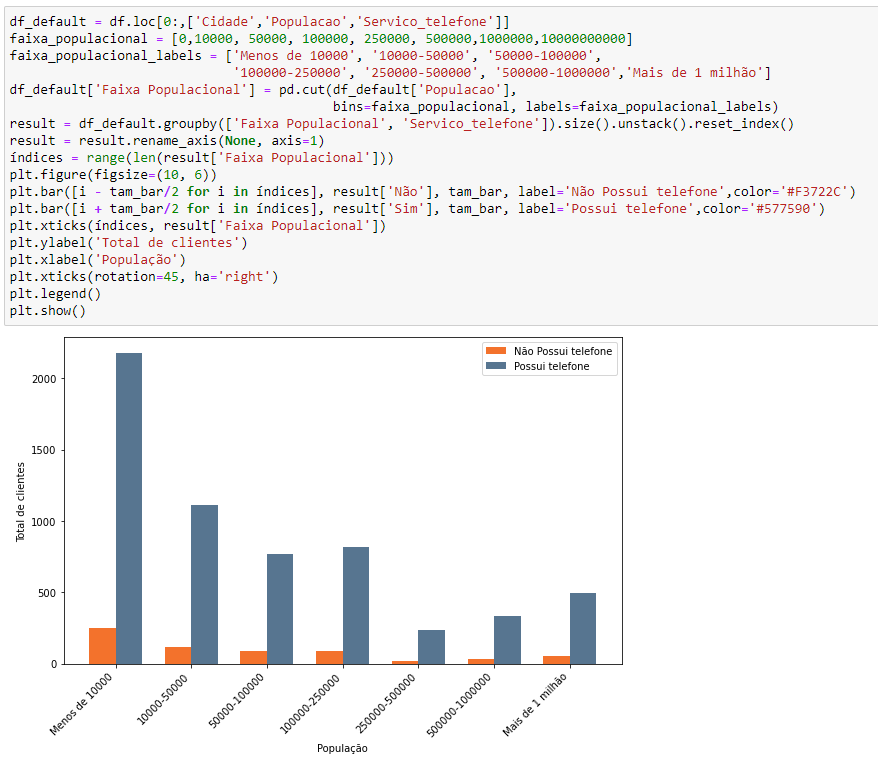 df_default = df.loc[0:,['Cidade','Populacao','Servico_telefone']]
faixa_populacional = [0,10000, 50000, 100000, 250000, 500000,1000000,10000000000]
faixa_populacional_labels = ['Menos de 10000', '10000-50000', '50000-100000',
                             '100000-250000', '250000-500000', '500000-1000000','Mais de 1 milhão']
df_default['Faixa Populacional'] = pd.cut(df_default['Populacao'],
                                          bins=faixa_populacional, labels=faixa_populacional_labels)
result = df_default.groupby(['Faixa Populacional', 'Servico_telefone']).size().unstack().reset_index()
result = result.rename_axis(None, axis=1)
índices = range(len(result['Faixa Populacional']))
plt.figure(figsize=(10, 6))
plt.bar([i - tam_bar/2 for i in índices], result['Não'], tam_bar, label='Não Possui telefone',color='#F3722C')
plt.bar([i + tam_bar/2 for i in índices], result['Sim'], tam_bar, label='Possui telefone',color='#577590')
plt.xticks(índices, result['Faixa Populacional'])
plt.ylabel('Total de clientes')
plt.xlabel('População')
plt.xticks(rotation=45, ha='right')
plt.legend()
plt.show()
Não Possui telefone
Possui telefone
2000
1500
1000
500
0
Total de clientes
Menos de 10000
10000-50000
50000-100000
100000-250000
250000-500000
500000-1000000
Mais de 1 milhão
População